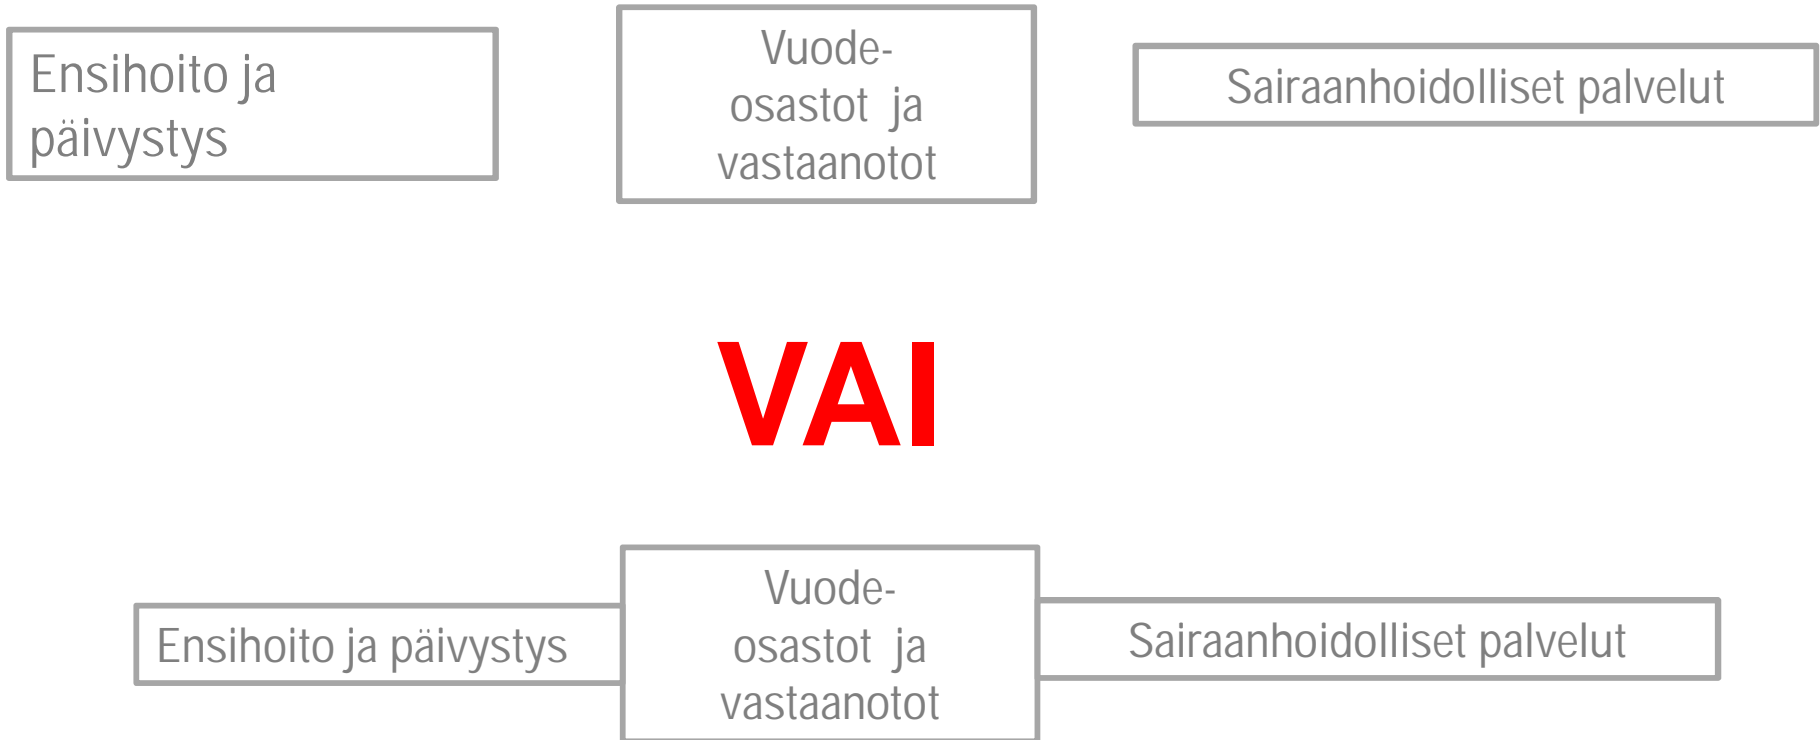 Ensihoito ja
päivystys
Vuode-
osastot ja
vastaanotot
Sairaanhoidolliset palvelut
VAI
Ensihoito ja päivystys
Vuode-
osastot ja
vastaanotot
Sairaanhoidolliset palvelut